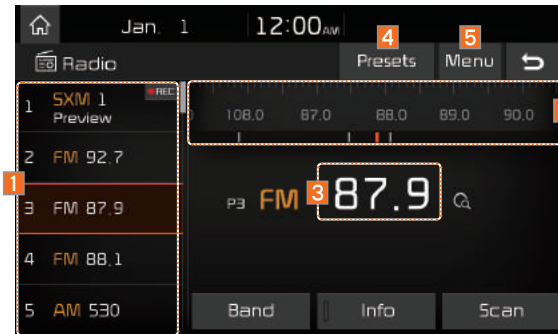 Jan. 1 12:00AM
4 5
Radio Presets Menu
1 SXM 1 REC
Preview
108.0 87.0 88.0 89.0 90.0
2 FM 92.7
1
3 FM 87.9
P3 FM 3 87.9
4 FM 88.1
5 AM 530
Band Info Scan